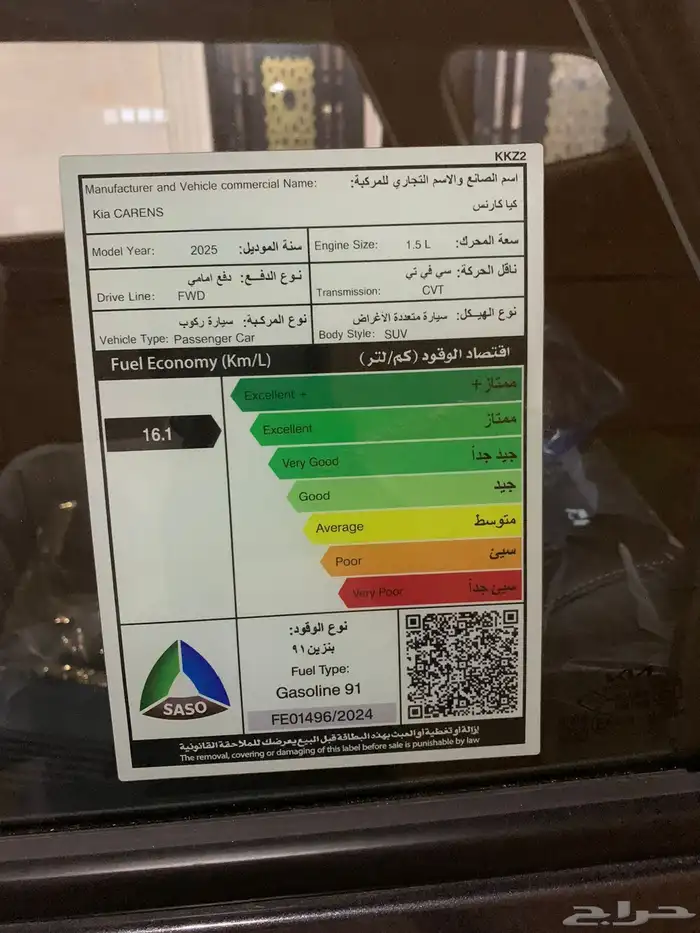 KKZ2
Manufacturer and Vehicle commercial Name: اسم الصانع والاسم التجاري للمركبة:
Kia CARENS كيا كارنس
Model Year: 2025 سنة الموديل:
Engine Size: 1.5 L سعة المحرك:
نوع الدفـع: دفع امامي
Drive Line: FWD
ناقل الحركة: سي في تي
Transmission: CVT
نوع المركبة: سيارة ركوب
Vehicle Type: Passenger Car
نوع الهيكل: سيارة متعددة الأغراض
Body Style: SUV
Fuel Economy (Km/L) اقتصاد الوقود (كم/لتر)
16.1
Excellent + ممتاز+
Excellent ممتاز
Very Good جيد جداً
Good جيد
Average متوسط
Poor سيئ
Very Poor سيئ جداً
SASO
نوع الوقود:
بنزين ٩١
Fuel Type:
Gasoline 91
FE01496/2024
إزالة أو تغطية أو العبث بهذه البطاقة قبل البيع يعرضك للملاحقة القانونية
The removal, covering or damaging of this label before sale is punishable by law
حراج